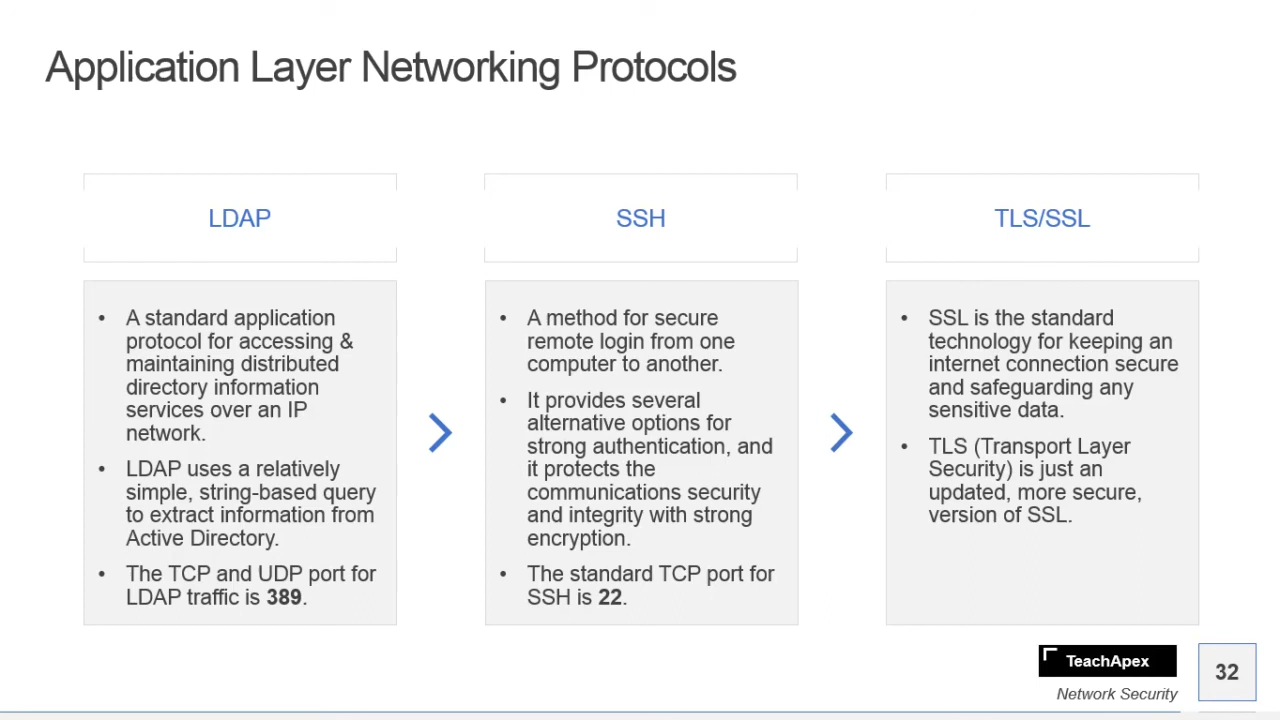 Application Layer Networking Protocols
LDAP
• A standard application
protocol for accessing &
maintaining distributed
directory information
services over an IP
network.
• LDAP uses a relatively
simple, string-based query
to extract information from
Active Directory.
• The TCP and UDP port for
LDAP traffic is 389.
SSH
• A method for secure
remote login from one
computer to another.
• It provides several
alternative options for
strong authentication, and
it protects the
communications security
and integrity with strong
encryption.
• The standard TCP port for
SSH is 22.
TLS/SSL
• SSL is the standard
technology for keeping an
internet connection secure
and safeguarding any
sensitive data.
• TLS (Transport Layer
Security) is just an
updated, more secure,
version of SSL.
TeachApex
Network Security
32